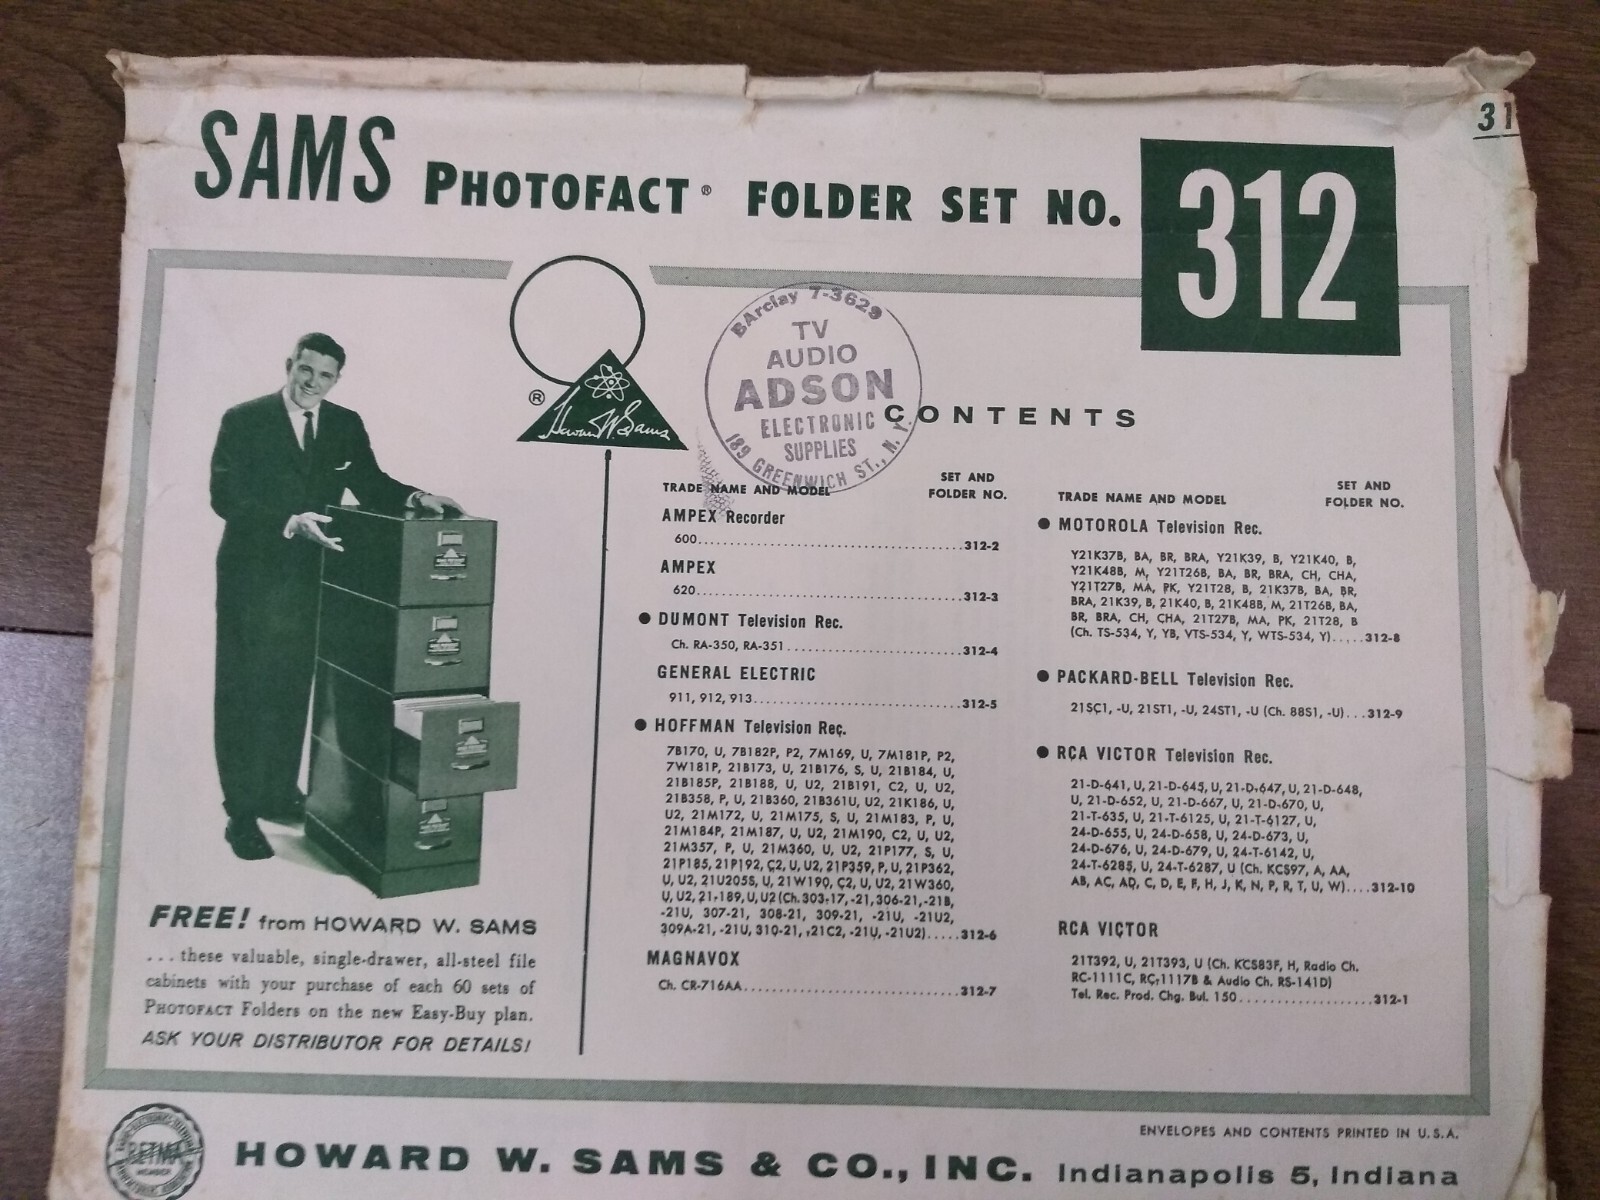 SAMS PHOTOFACT® FOLDER SET NO. 312
31
BArclay 7-3629
TV
AUDIO
ADSON
ELECTRONIC
SUPPLIES
189 GREENWICH ST., N.Y.
®
Howard W. Sams
CONTENTS
TRADE NAME AND MODEL
SET AND
FOLDER NO.
AMPEX Recorder
600..........312-2
AMPEX
620..........312-3
● DUMONT Television Rec.
Ch. RA-350, RA-351..........312-4
GENERAL ELECTRIC
911, 912, 913..........312-5
● HOFFMAN Television Rec.
7B170, U, 7B182P, P2, 7M169, U, 7M181P, P2,
7W181P, 21B173, U, 21B176, S, U, 21B184, U,
21B185P, 21B188, U, U2, 21B191, C2, U, U2,
21B358, P, U, 21B360, 21B361U, U2, 21K186, U,
U2, 21M172, U, 21M175, S, U, 21M183, P, U,
21M184P, 21M187, U, U2, 21M190, C2, U, U2,
21M357, P, U, 21M360, U, U2, 21P177, S, U,
21P185, 21P192, C2, U, U2, 21P359, P, U, 21P362,
U, U2, 21U205S, U, 21W190, C2, U, U2, 21W360,
U, U2, 21-189, U, U2 (Ch. 303-17, -21, 306-21, -21B,
-21U, 307-21, 308-21, 309-21, -21U, -21U2,
309A-21, -21U, 310-21, -21C2, -21U, -21U2).....312-6
MAGNAVOX
Ch. CR-716AA..........312-7
TRADE NAME AND MODEL
SET AND
FOLDER NO.
● MOTOROLA Television Rec.
Y21K37B, BA, BR, BRA, Y21K39, B, Y21K40, B,
Y21K48B, M, Y21T26B, BA, BR, BRA, CH, CHA,
Y21T27B, MA, PK, Y21T28, B, 21K37B, BA, BR,
BRA, 21K39, B, 21K40, B, 21K48B, M, 21T26B, BA,
BR, BRA, CH, CHA, 21T27B, MA, PK, 21T28, B
(Ch. TS-534, Y, YB, VTS-534, Y, WTS-534, Y).....312-8
● PACKARD-BELL Television Rec.
21SC1, -U, 21ST1, -U, 24ST1, -U (Ch. 88S1, -U)...312-9
● RCA VICTOR Television Rec.
21-D-641, U, 21-D-645, U, 21-D-647, U, 21-D-648,
U, 21-D-652, U, 21-D-667, U, 21-D-670, U,
21-T-635, U, 21-T-6125, U, 21-T-6127, U,
24-D-655, U, 24-D-658, U, 24-D-673, U,
24-D-676, U, 24-D-679, U, 24-T-6142, U,
24-T-6285, U, 24-T-6287, U (Ch. KCS97, A, AA,
AB, AC, AD, C, D, E, F, H, J, K, N, P, R, T, U, W)....312-10
RCA VICTOR
21T392, U, 21T393, U (Ch. KCS83F, H, Radio Ch.
RC-1111C, RC-1117B & Audio Ch. RS-141D)
Tel. Rec. Prod. Chg. Bul. 150..........312-1
FREE! from HOWARD W. SAMS
...these valuable, single-drawer, all-steel file
cabinets with your purchase of each 60 sets of
PHOTOFACT Folders on the new Easy-Buy plan.
ASK YOUR DISTRIBUTOR FOR DETAILS!
ENVELOPES AND CONTENTS PRINTED IN U.S.A.
RETMA
MEMBER
HOWARD W. SAMS & CO., INC. Indianapolis 5, Indiana